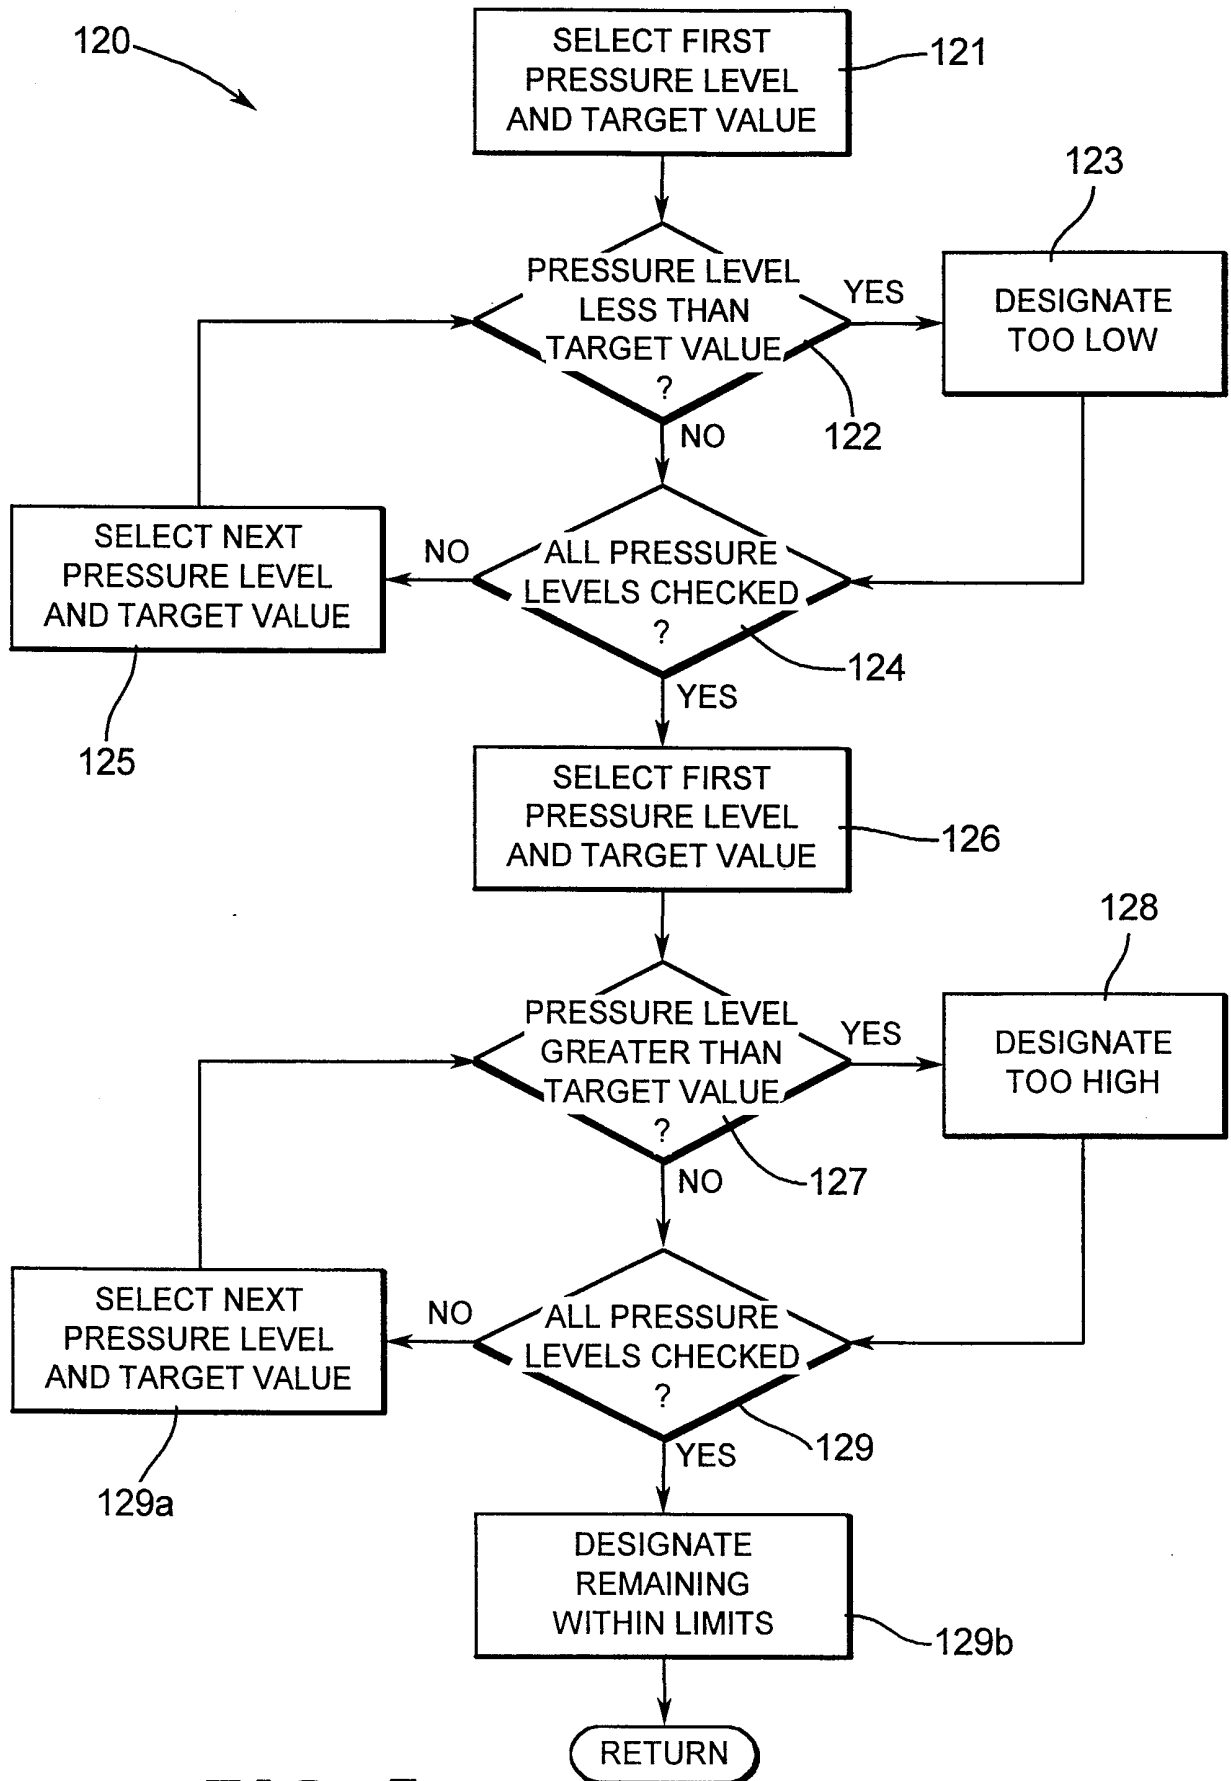 120
SELECT FIRST
PRESSURE LEVEL
AND TARGET VALUE
121
123
PRESSURE LEVEL
LESS THAN
TARGET VALUE
?
YES
DESIGNATE
TOO LOW
122
NO
SELECT NEXT
PRESSURE LEVEL
AND TARGET VALUE
NO
ALL PRESSURE
LEVELS CHECKED
?
124
YES
125
SELECT FIRST
PRESSURE LEVEL
AND TARGET VALUE
126
128
PRESSURE LEVEL
GREATER THAN
TARGET VALUE
?
YES
DESIGNATE
TOO HIGH
127
NO
SELECT NEXT
PRESSURE LEVEL
AND TARGET VALUE
NO
ALL PRESSURE
LEVELS CHECKED
?
129
YES
129a
DESIGNATE
REMAINING
WITHIN LIMITS
129b
RETURN